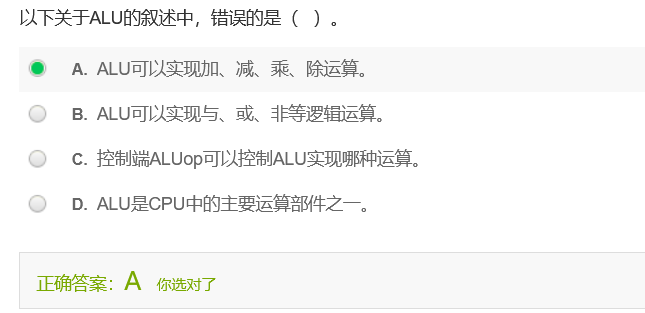 以下关于ALU的叙述中，错误的是（  ）。
A. ALU可以实现加、减、乘、除运算。
B. ALU可以实现与、或、非等逻辑运算。
C. 控制端ALUop可以控制ALU实现哪种运算。
D. ALU是CPU中的主要运算部件之一。
正确答案：A 你选对了